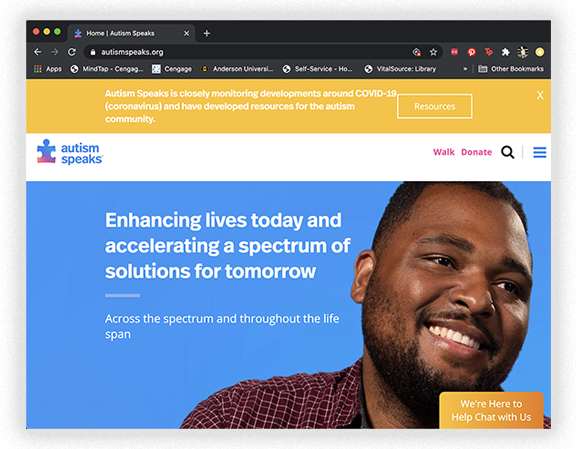 Home | Autism Speaks
autismspeaks.org
Apps MindTap - Cengag... Cengage Anderson Universi... Self-Service - Ho... VitalSource: Library » Other Bookmarks
Autism Speaks is closely monitoring developments around COVID-19
(coronavirus) and have developed resources for the autism
community.
Resources
X
autism
speaks
Walk Donate
Enhancing lives today and
accelerating a spectrum of
solutions for tomorrow
Across the spectrum and throughout the life
span
We're Here to
Help Chat with Us